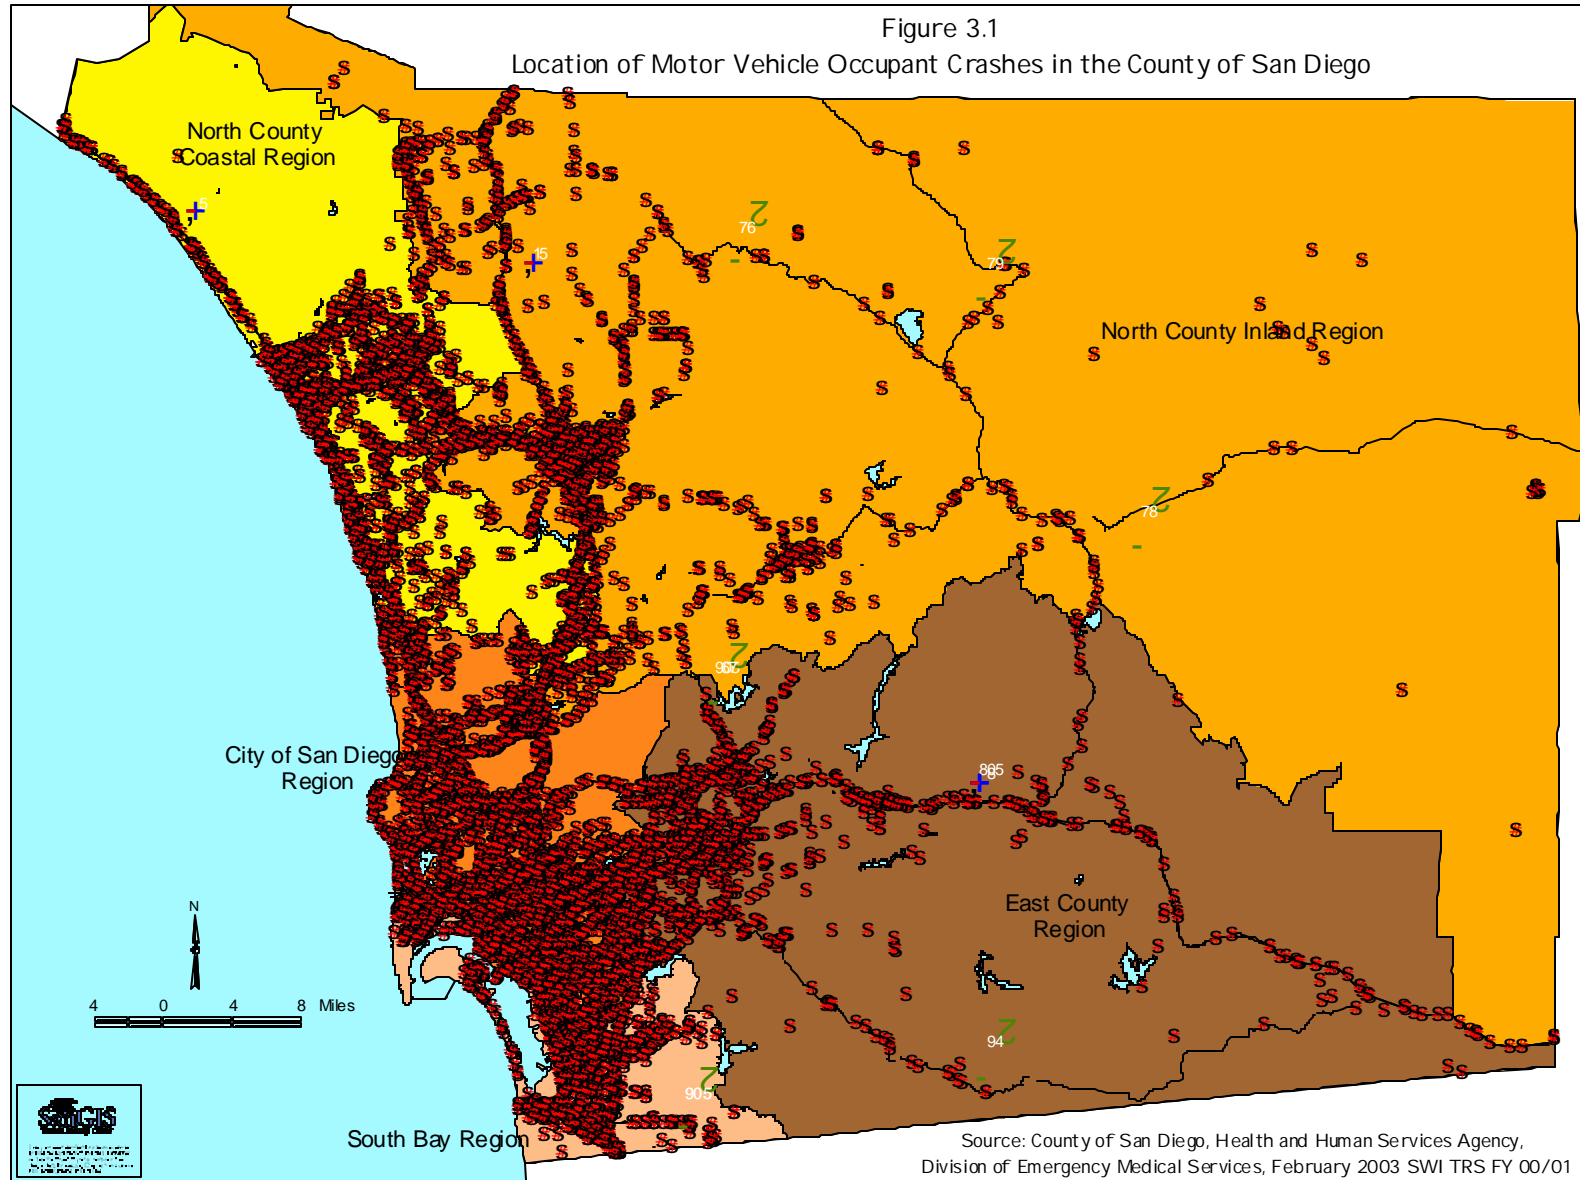 Figure 3.1
Location of Motor Vehicle Occupant Crashes in the County of San Diego
North County
Coastal Region
5
15
76
79
North County Inland Region
78
67
City of San Diego
Region
805
8
East County
Region
N
4 0 4 8 Miles
94
905
SanGIS
South Bay Region
Source: County of San Diego, Health and Human Services Agency,
Division of Emergency Medical Services, February 2003 SWI TRS FY 00/01